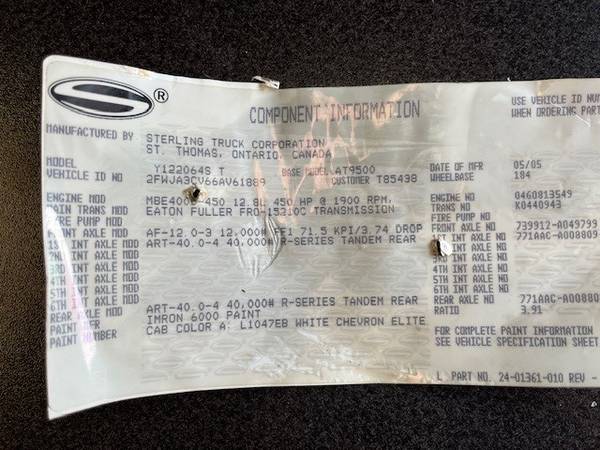 ®
COMPONENT INFORMATION
USE VEHICLE ID
WHEN ORDERING
MANUFACTURED BY STERLING TRUCK CORPORATION
ST. THOMAS, ONTARIO, CANADA
MODEL Y122064S T BASE MODEL AT9500 DATE OF MFR 05/05
VEHICLE ID NO 2FWJA3CV66AV61889 CUSTOMER T85438 WHEELBASE 184
ENGINE MOD 450 12.8L 450 HP @ 1900 RPM, ENGINE NO 0460813549
MAIN TRANS MOD EATON FULLER TRANSMISSION TRANS NO K0440943
FIRE PUMP MOD FIRE PUMP NO
FRONT AXLE MOD AF-12.0-3 12,000# FF1 71.5 KPI/3.74 DROP FRONT AXLE NO 739912-A049799
1ST INT AXLE MOD ART-40.0-4 40,000# R-SERIES TANDEM REAR 1ST INT AXLE NO 771AAC-A008809
2ND INT AXLE MOD INT AXLE NO
3RD INT AXLE MOD 3RD INT AXLE NO
4TH INT AXLE MOD 4TH INT AXLE NO
5TH INT AXLE MOD 5TH INT AXLE NO
6TH INT AXLE MOD 6TH INT AXLE NO
REAR AXLE MOD ART-40.0-4 40,000# R-SERIES TANDEM REAR REAR AXLE NO
PAINT MFR IMRON 6000 PAINT RATIO 3.91
PAINT NUMBER CAB COLOR A: L1047EB WHITE CHEVRON ELITE
FOR COMPLETE PAINT INFORMATION
SEE VEHICLE SPECIFICATION SHEET
PART NO. 24-01361-010 REV -